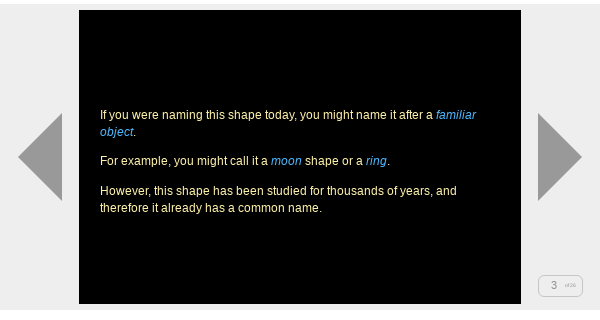 If you were naming this shape today, you might name it after a familiar
object.
For example, you might call it a moon shape or a ring.
However, this shape has been studied for thousands of years, and
therefore it already has a common name.
3